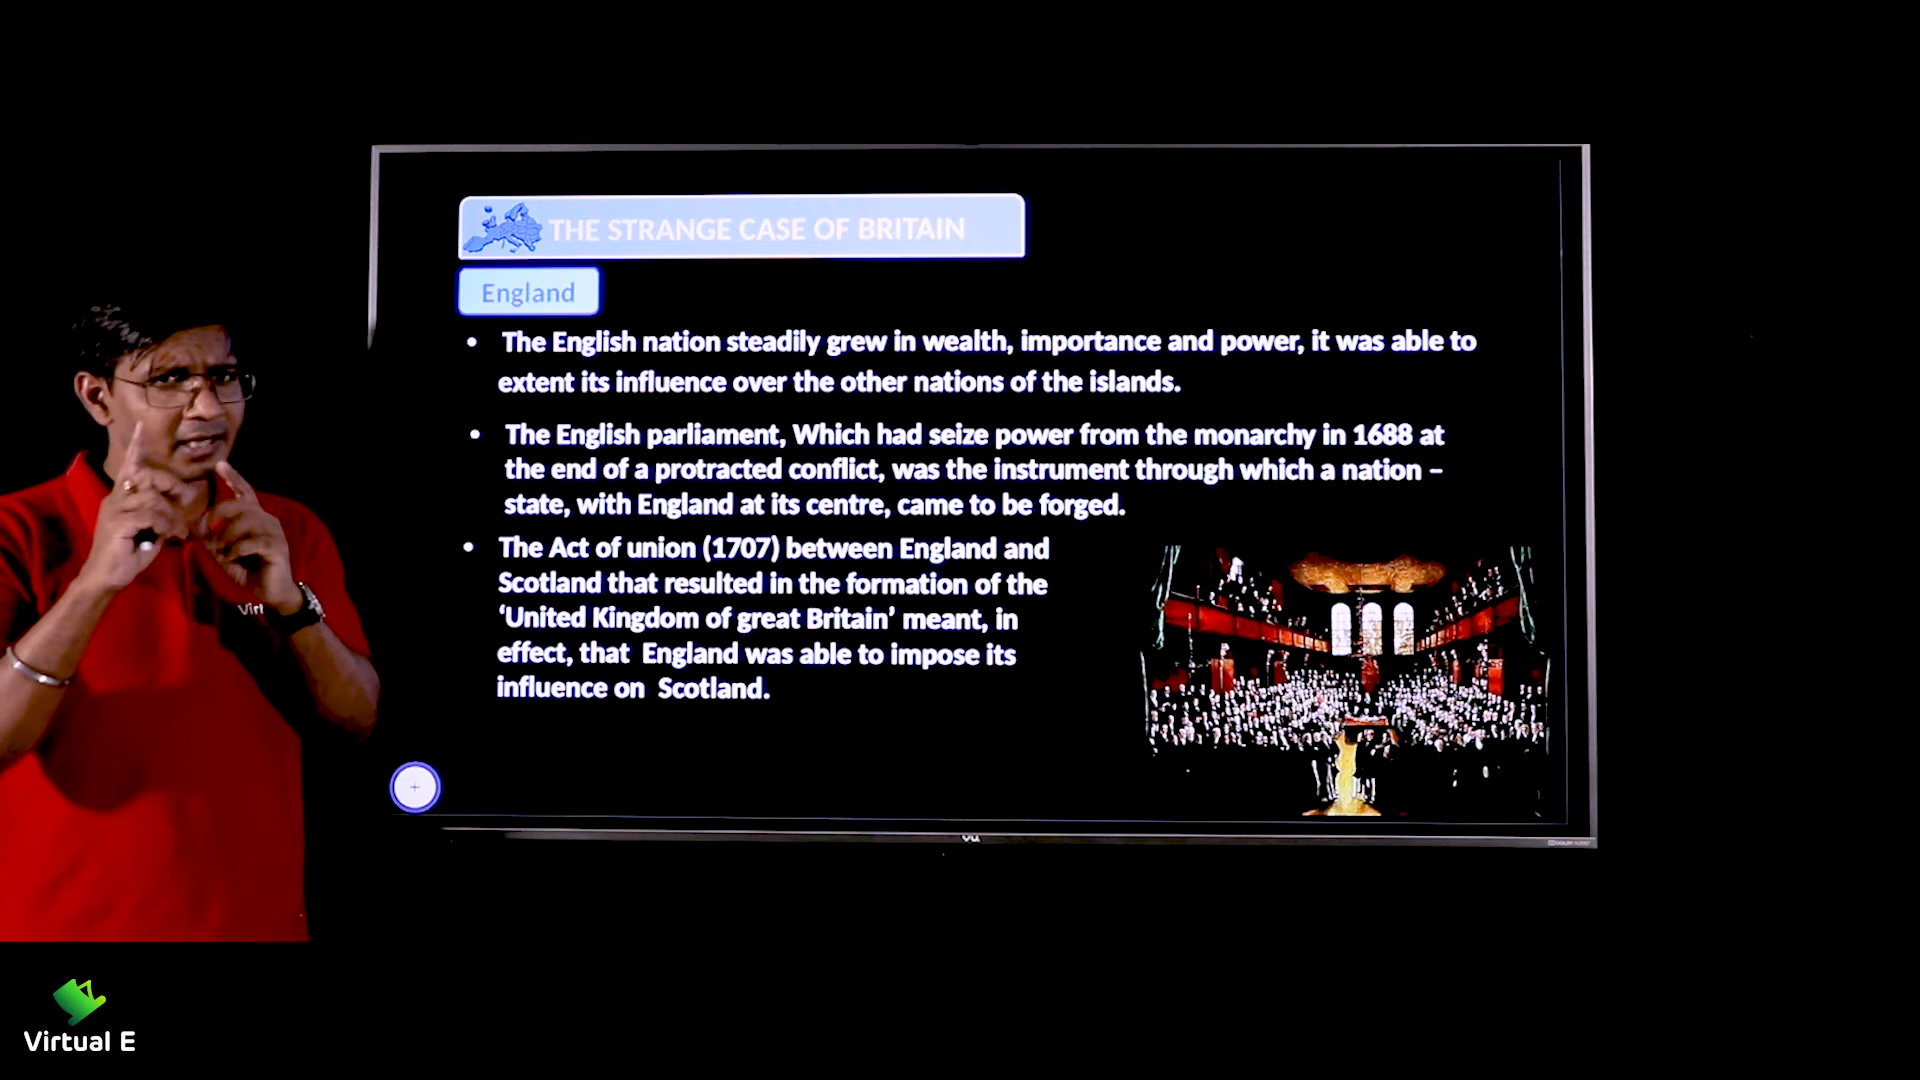 THE STRANGE CASE OF BRITAIN
England
• The English nation steadily grew in wealth, importance and power, it was able to
extent its influence over the other nations of the islands.
• The English parliament, Which had seize power from the monarchy in 1688 at
the end of a protracted conflict, was the instrument through which a nation –
state, with England at its centre, came to be forged.
• The Act of union (1707) between England and
Scotland that resulted in the formation of the
‘United Kingdom of great Britain’ meant, in
effect, that England was able to impose its
influence on Scotland.
Virt
Virtual E